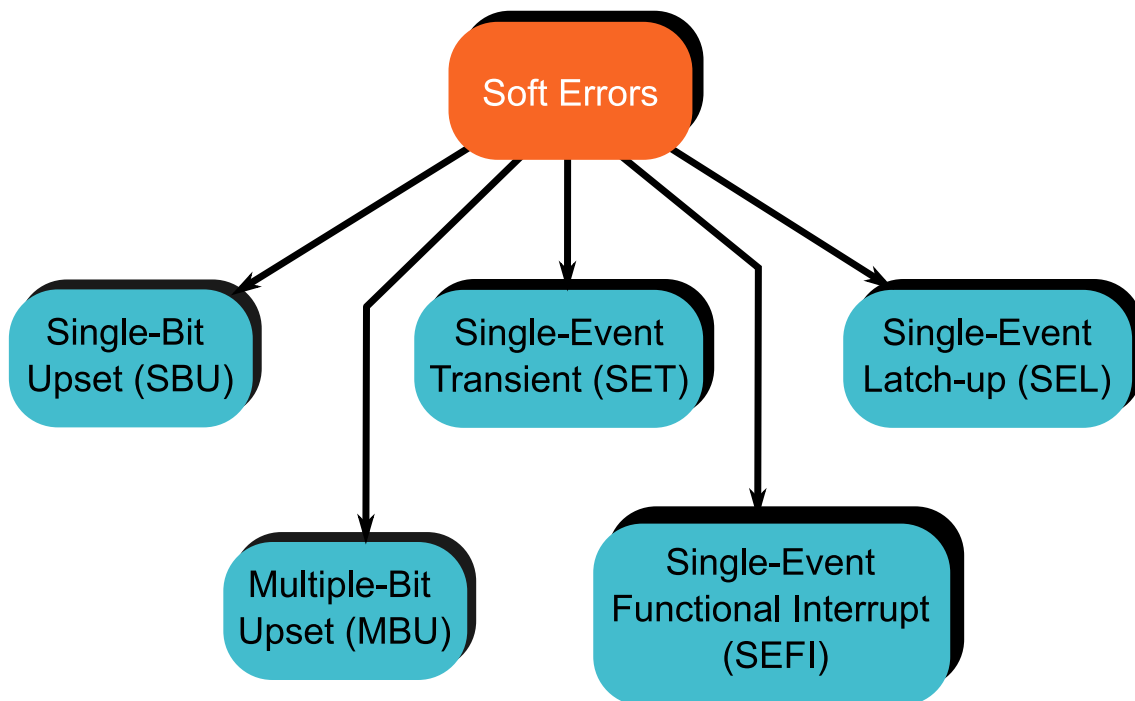 Soft Errors
Single-Bit
Upset (SBU)
Single-Event
Transient (SET)
Single-Event
Latch-up (SEL)
Multiple-Bit
Upset (MBU)
Single-Event
Functional Interrupt
(SEFI)